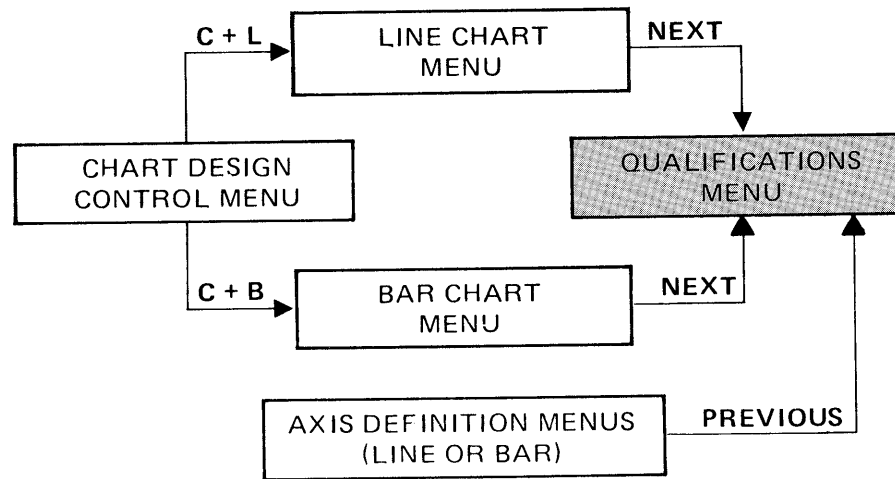 C + L
LINE CHART
MENU
NEXT
CHART DESIGN
CONTROL MENU
QUALIFICATIONS
MENU
C + B
BAR CHART
MENU
NEXT
AXIS DEFINITION MENUS
(LINE OR BAR)
PREVIOUS